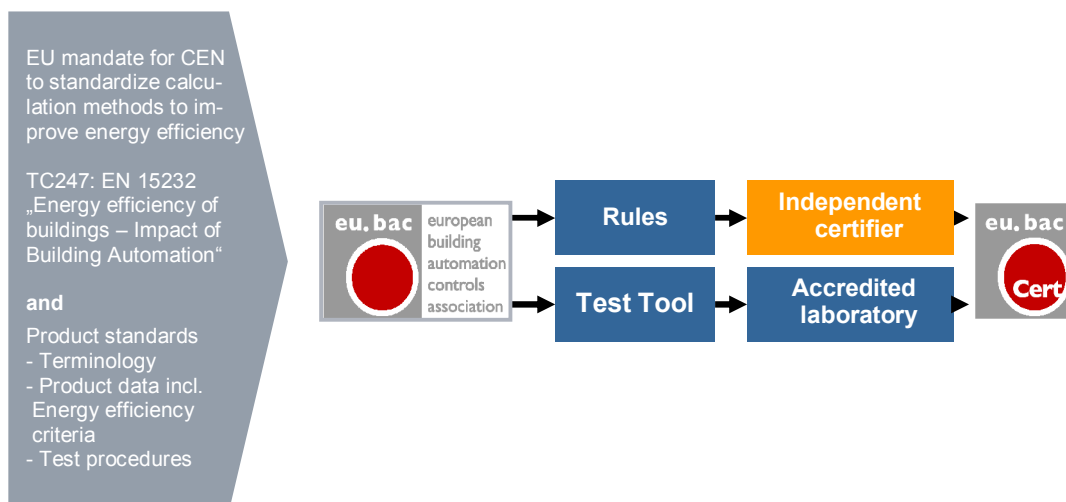 EU mandate for CEN
to standardize calcu-
lation methods to im-
prove energy efficiency
TC247: EN 15232
„Energy efficiency of
buildings – Impact of
Building Automation“
and
Product standards
- Terminology
- Product data incl.
Energy efficiency
criteria
- Test procedures
eu.bac
european
building
automation
controls
association
Rules
Independent
certifier
Test Tool
Accredited
laboratory
eu.bac
Cert